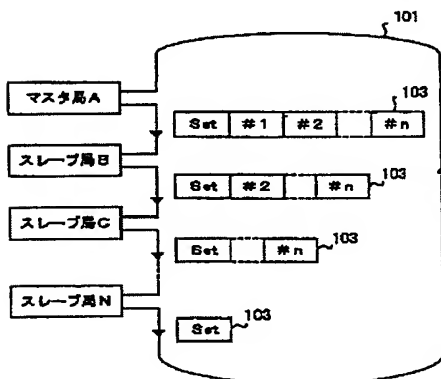 101
マスタ局A
103
Set #1 #2 #n
スレーブ局B
Set #2 #n 103
スレーブ局C
Set #n 103
スレーブ局N
Set 103